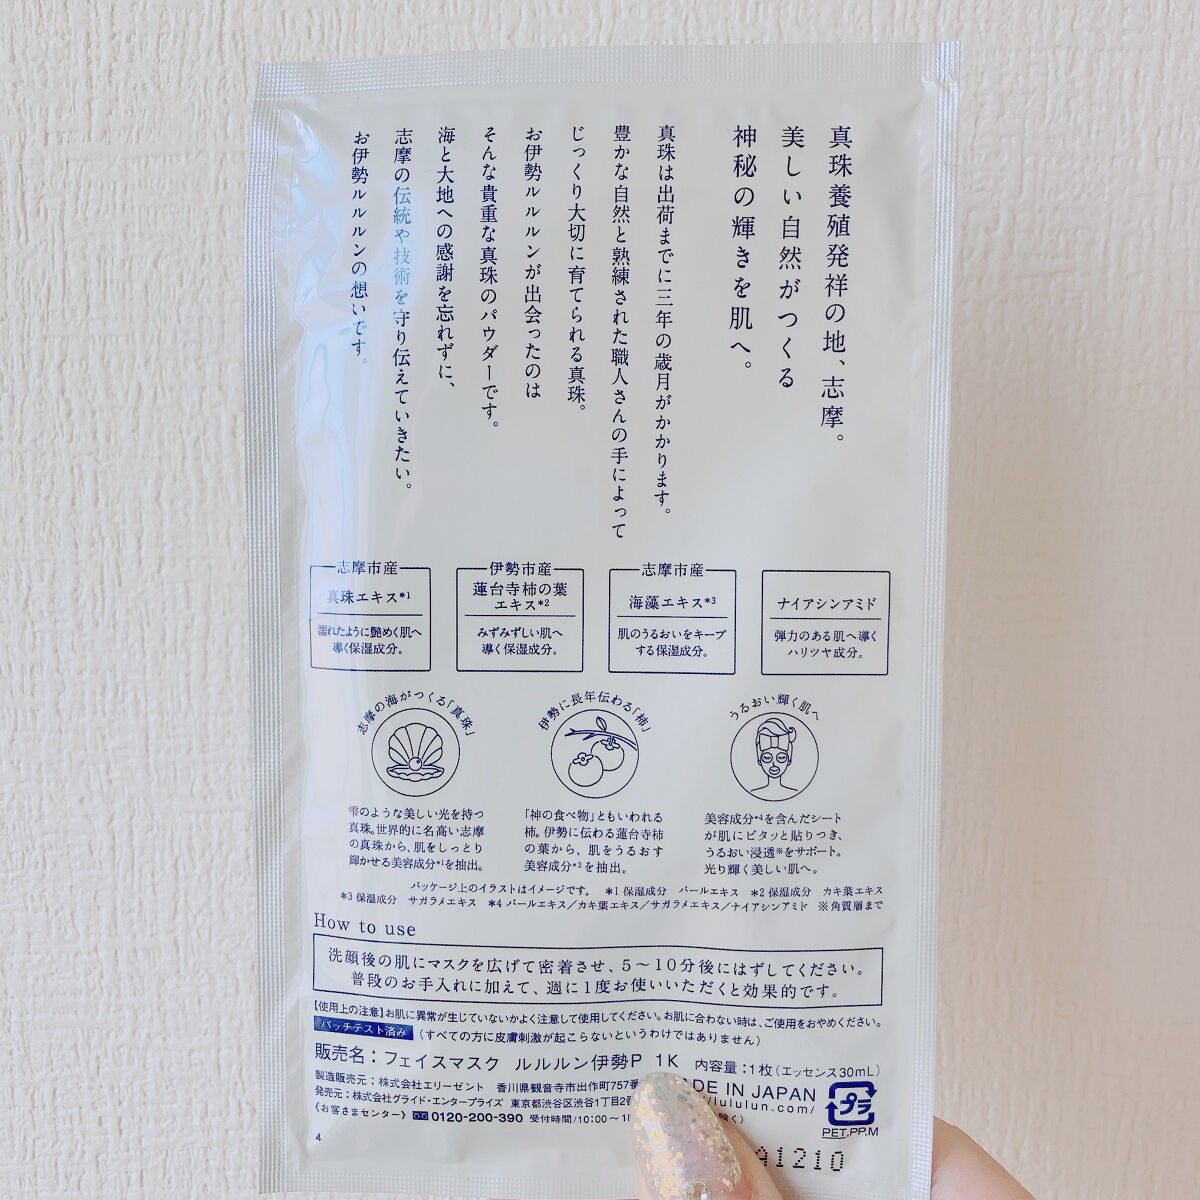 真珠養殖発祥の地、志摩。
美しい自然がつくる
神秘の輝きを肌へ。
真珠は出荷までに三年の歳月がかかります。
豊かな自然と熟練された職人さんの手によって
じっくり大切に育てられる真珠。
お伊勢ルルルンが出会ったのは
そんな貴重な真珠のパウダーです。
海と大地への感謝を忘れずに、
志摩の伝統や技術を守り伝えていきたい。
お伊勢ルルルンの想いです。
志摩市産
真珠エキス*1
濡れたように艶めく肌へ
導く保湿成分。
伊勢市産
蓮台寺柿の葉
エキス*2
みずみずしい肌へ
導く保湿成分。
志摩市産
海藻エキス*3
肌のうるおいをキープ
する保湿成分。
ナイアシンアミド
弾力のある肌へ導く
ハリツヤ成分。
志摩の海がつくる「真珠」
雫のような美しい光を持つ
真珠。世界的に名高い志摩
の真珠から、肌をしっとり
輝かせる美容成分*1を抽出。
伊勢に長年伝わる「柿」
「神の食べ物」ともいわれる
柿。伊勢に伝わる蓮台寺柿
の葉から、肌をうるおす
美容成分*2を抽出。
うるおい輝く肌へ
美容成分*4を含んだシート
が肌にピタッと貼りつき、
うるおい浸透※をサポート。
光り輝く美しい肌へ。
パッケージ上のイラストはイメージです。 *1 保湿成分 パールエキス *2 保湿成分 カキ葉エキス
*3 保湿成分 サガラメエキス *4 パールエキス/カキ葉エキス/サガラメエキス/ナイアシンアミド ※角質層まで
How to use
洗顔後の肌にマスクを広げて密着させ、5〜10分後にはずしてください。
普段のお手入れに加えて、週に1度お使いいただくと効果的です。
【使用上の注意】お肌に異常が生じていないかよく注意して使用してください。お肌に合わない時は、ご使用をおやめください。
パッチテスト済み (すべての方に皮膚刺激が起こらないというわけではありません)
販売名:フェイスマスク ルルルン伊勢P 1K 内容量:1枚(エッセンス30mL)
製造販売元:株式会社エリーゼント 香川県観音寺市出作町757番 ADE IN JAPAN
発売元:株式会社グライド・エンタープライズ 東京都渋谷区渋谷1丁目2番 /lululun.com/
《お客さまセンター》 0120-200-390 受付時間/10:00〜18 除く)
プラ
PET,PP,M
4
91210